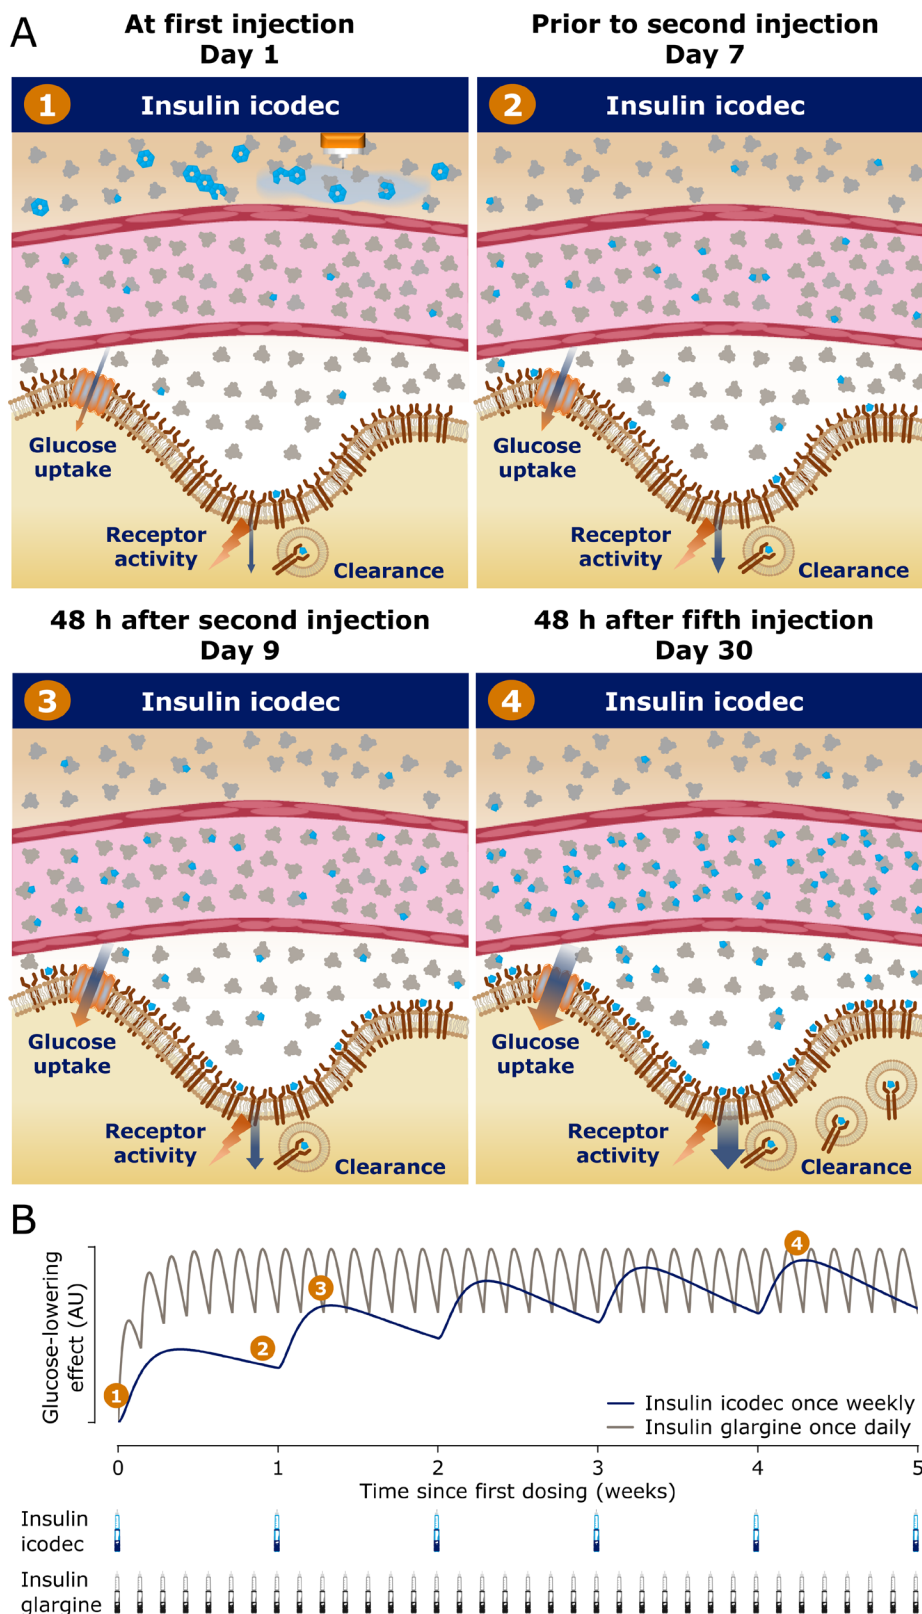 A
At first injection
Day 1
Prior to second injection
Day 7
1
Insulin icodec
2
Insulin icodec
Glucose
uptake
Receptor
activity
Clearance
Glucose
uptake
Receptor
activity
Clearance
48 h after second injection
Day 9
48 h after fifth injection
Day 30
3
Insulin icodec
4
Insulin icodec
Glucose
uptake
Receptor
activity
Clearance
Glucose
uptake
Receptor
activity
Clearance
B
Glucose-lowering
effect (AU)
1
2
3
4
Insulin icodec once weekly
Insulin glargine once daily
0 1 2 3 4 5
Time since first dosing (weeks)
Insulin
icodec
Insulin
glargine